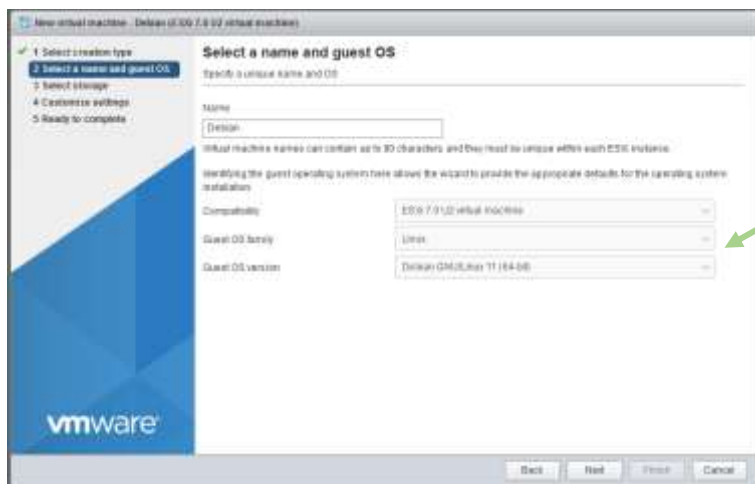 New virtual machine - Debian (ESXi 7.0 U2 virtual machine)
1 Select creation type
2 Select a name and guest OS
3 Select storage
4 Customize settings
5 Ready to complete
Select a name and guest OS
Specify a unique name and OS
Name
Debian
Virtual machine names can contain up to 80 characters and they must be unique within each ESXi instance.
Identifying the guest operating system here allows the wizard to provide the appropriate defaults for the operating system
installation.
Compatibility
ESXi 7.0 U2 virtual machine
Guest OS family
Linux
Guest OS version
Debian GNU/Linux 11 (64-bit)
vmware
Back
Next
Finish
Cancel